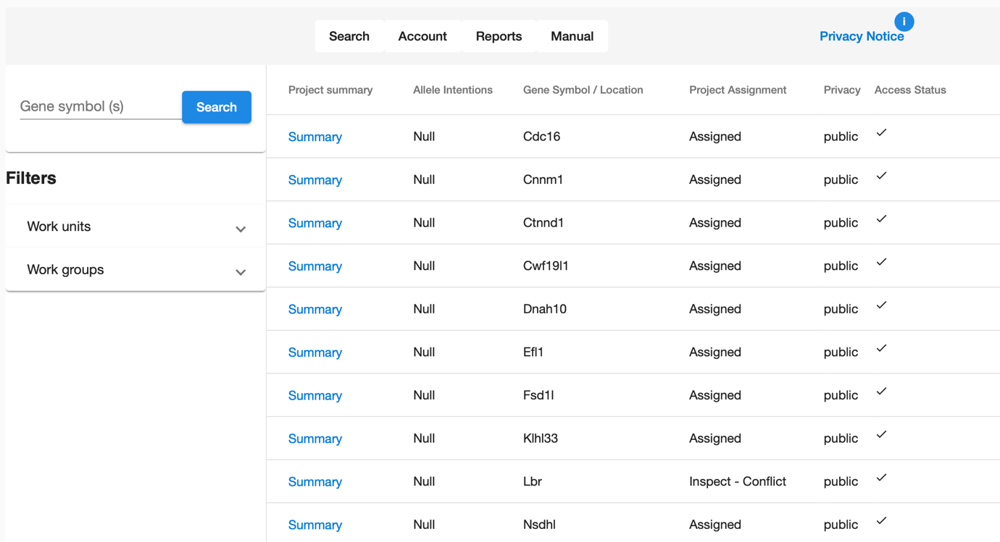 Search Account Reports Manual
i
Privacy Notice
Gene symbol (s)
Search
Filters
Work units
Work groups
Project summary Allele Intentions Gene Symbol / Location Project Assignment Privacy Access Status
Summary Null Cdc16 Assigned public ✓
Summary Null Cnnm1 Assigned public ✓
Summary Null Ctnnd1 Assigned public ✓
Summary Null Cwf19l1 Assigned public ✓
Summary Null Dnah10 Assigned public ✓
Summary Null Efl1 Assigned public ✓
Summary Null Fsd1l Assigned public ✓
Summary Null Klhl33 Assigned public ✓
Summary Null Lbr Inspect - Conflict public ✓
Summary Null Nsdhl Assigned public ✓